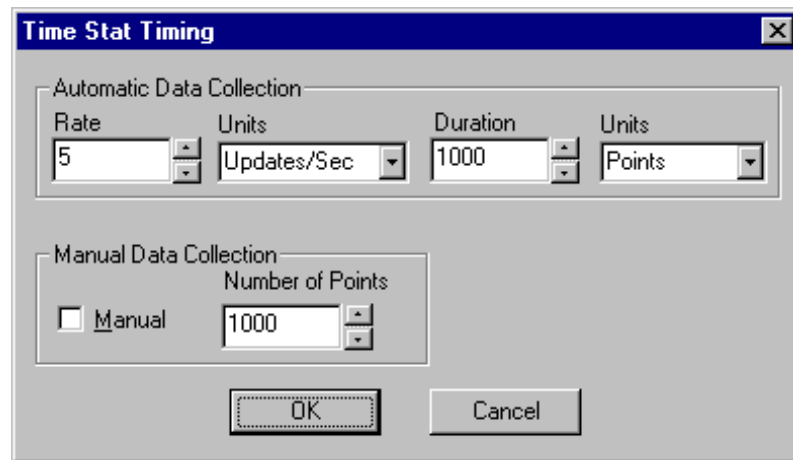 Time Stat Timing
Automatic Data Collection
Rate Units Duration Units
5 Updates/Sec 1000 Points
Manual Data Collection
Number of Points
Manual 1000
OK Cancel